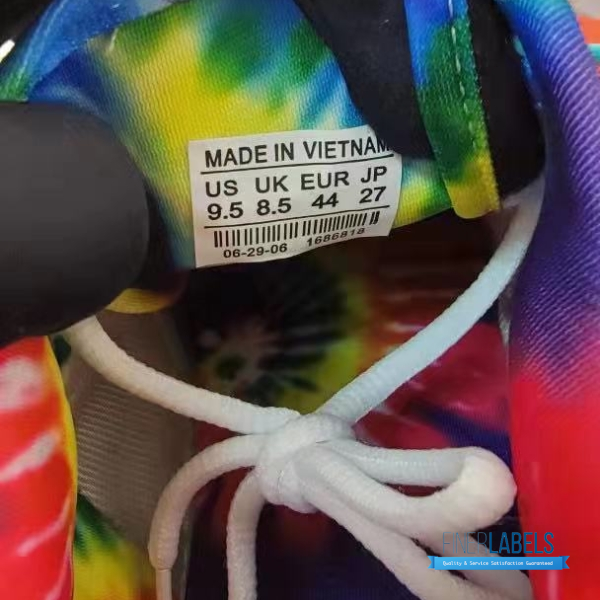 MADE IN VIETNAM
US UK EUR JP
9.5 8.5 44 27
06-29-06 1686818
LABELS
Quality & Service Satisfaction Guaranteed